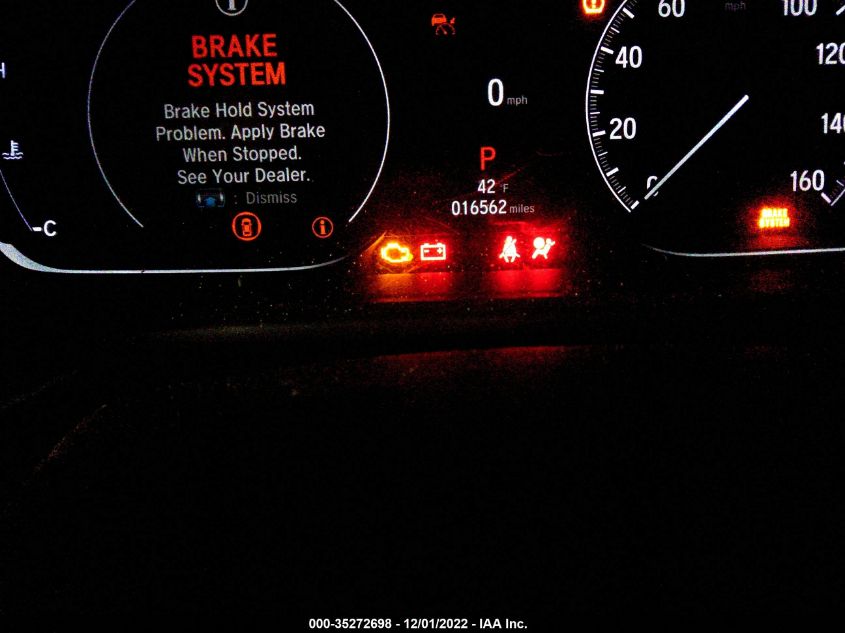 BRAKE
SYSTEM
Brake Hold System
Problem. Apply Brake
When Stopped.
See Your Dealer.
: Dismiss
H
C
0 mph
P
42 °F
016562 miles
mph
0
20
40
60
100
120
140
160
BRAKE
SYSTEM
000-35272698 - 12/01/2022 - IAA Inc.